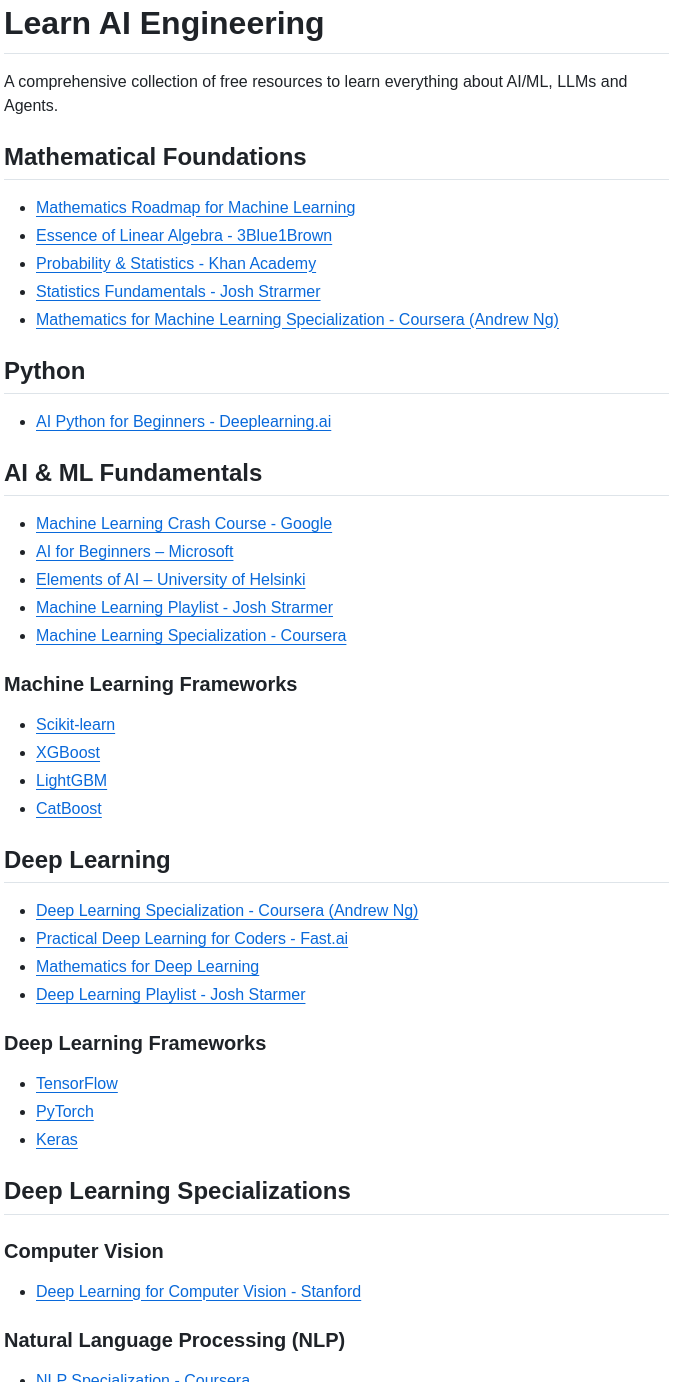 Learn AI Engineering
A comprehensive collection of free resources to learn everything about AI/ML, LLMs and
Agents.
Mathematical Foundations
Mathematics Roadmap for Machine Learning
Essence of Linear Algebra - 3Blue1Brown
Probability & Statistics - Khan Academy
Statistics Fundamentals - Josh Strarmer
Mathematics for Machine Learning Specialization - Coursera (Andrew Ng)
Python
AI Python for Beginners - Deeplearning.ai
AI & ML Fundamentals
Machine Learning Crash Course - Google
AI for Beginners – Microsoft
Elements of AI – University of Helsinki
Machine Learning Playlist - Josh Strarmer
Machine Learning Specialization - Coursera
Machine Learning Frameworks
Scikit-learn
XGBoost
LightGBM
CatBoost
Deep Learning
Deep Learning Specialization - Coursera (Andrew Ng)
Practical Deep Learning for Coders - Fast.ai
Mathematics for Deep Learning
Deep Learning Playlist - Josh Starmer
Deep Learning Frameworks
TensorFlow
PyTorch
Keras
Deep Learning Specializations
Computer Vision
Deep Learning for Computer Vision - Stanford
Natural Language Processing (NLP)
NLP Specialization - Coursera